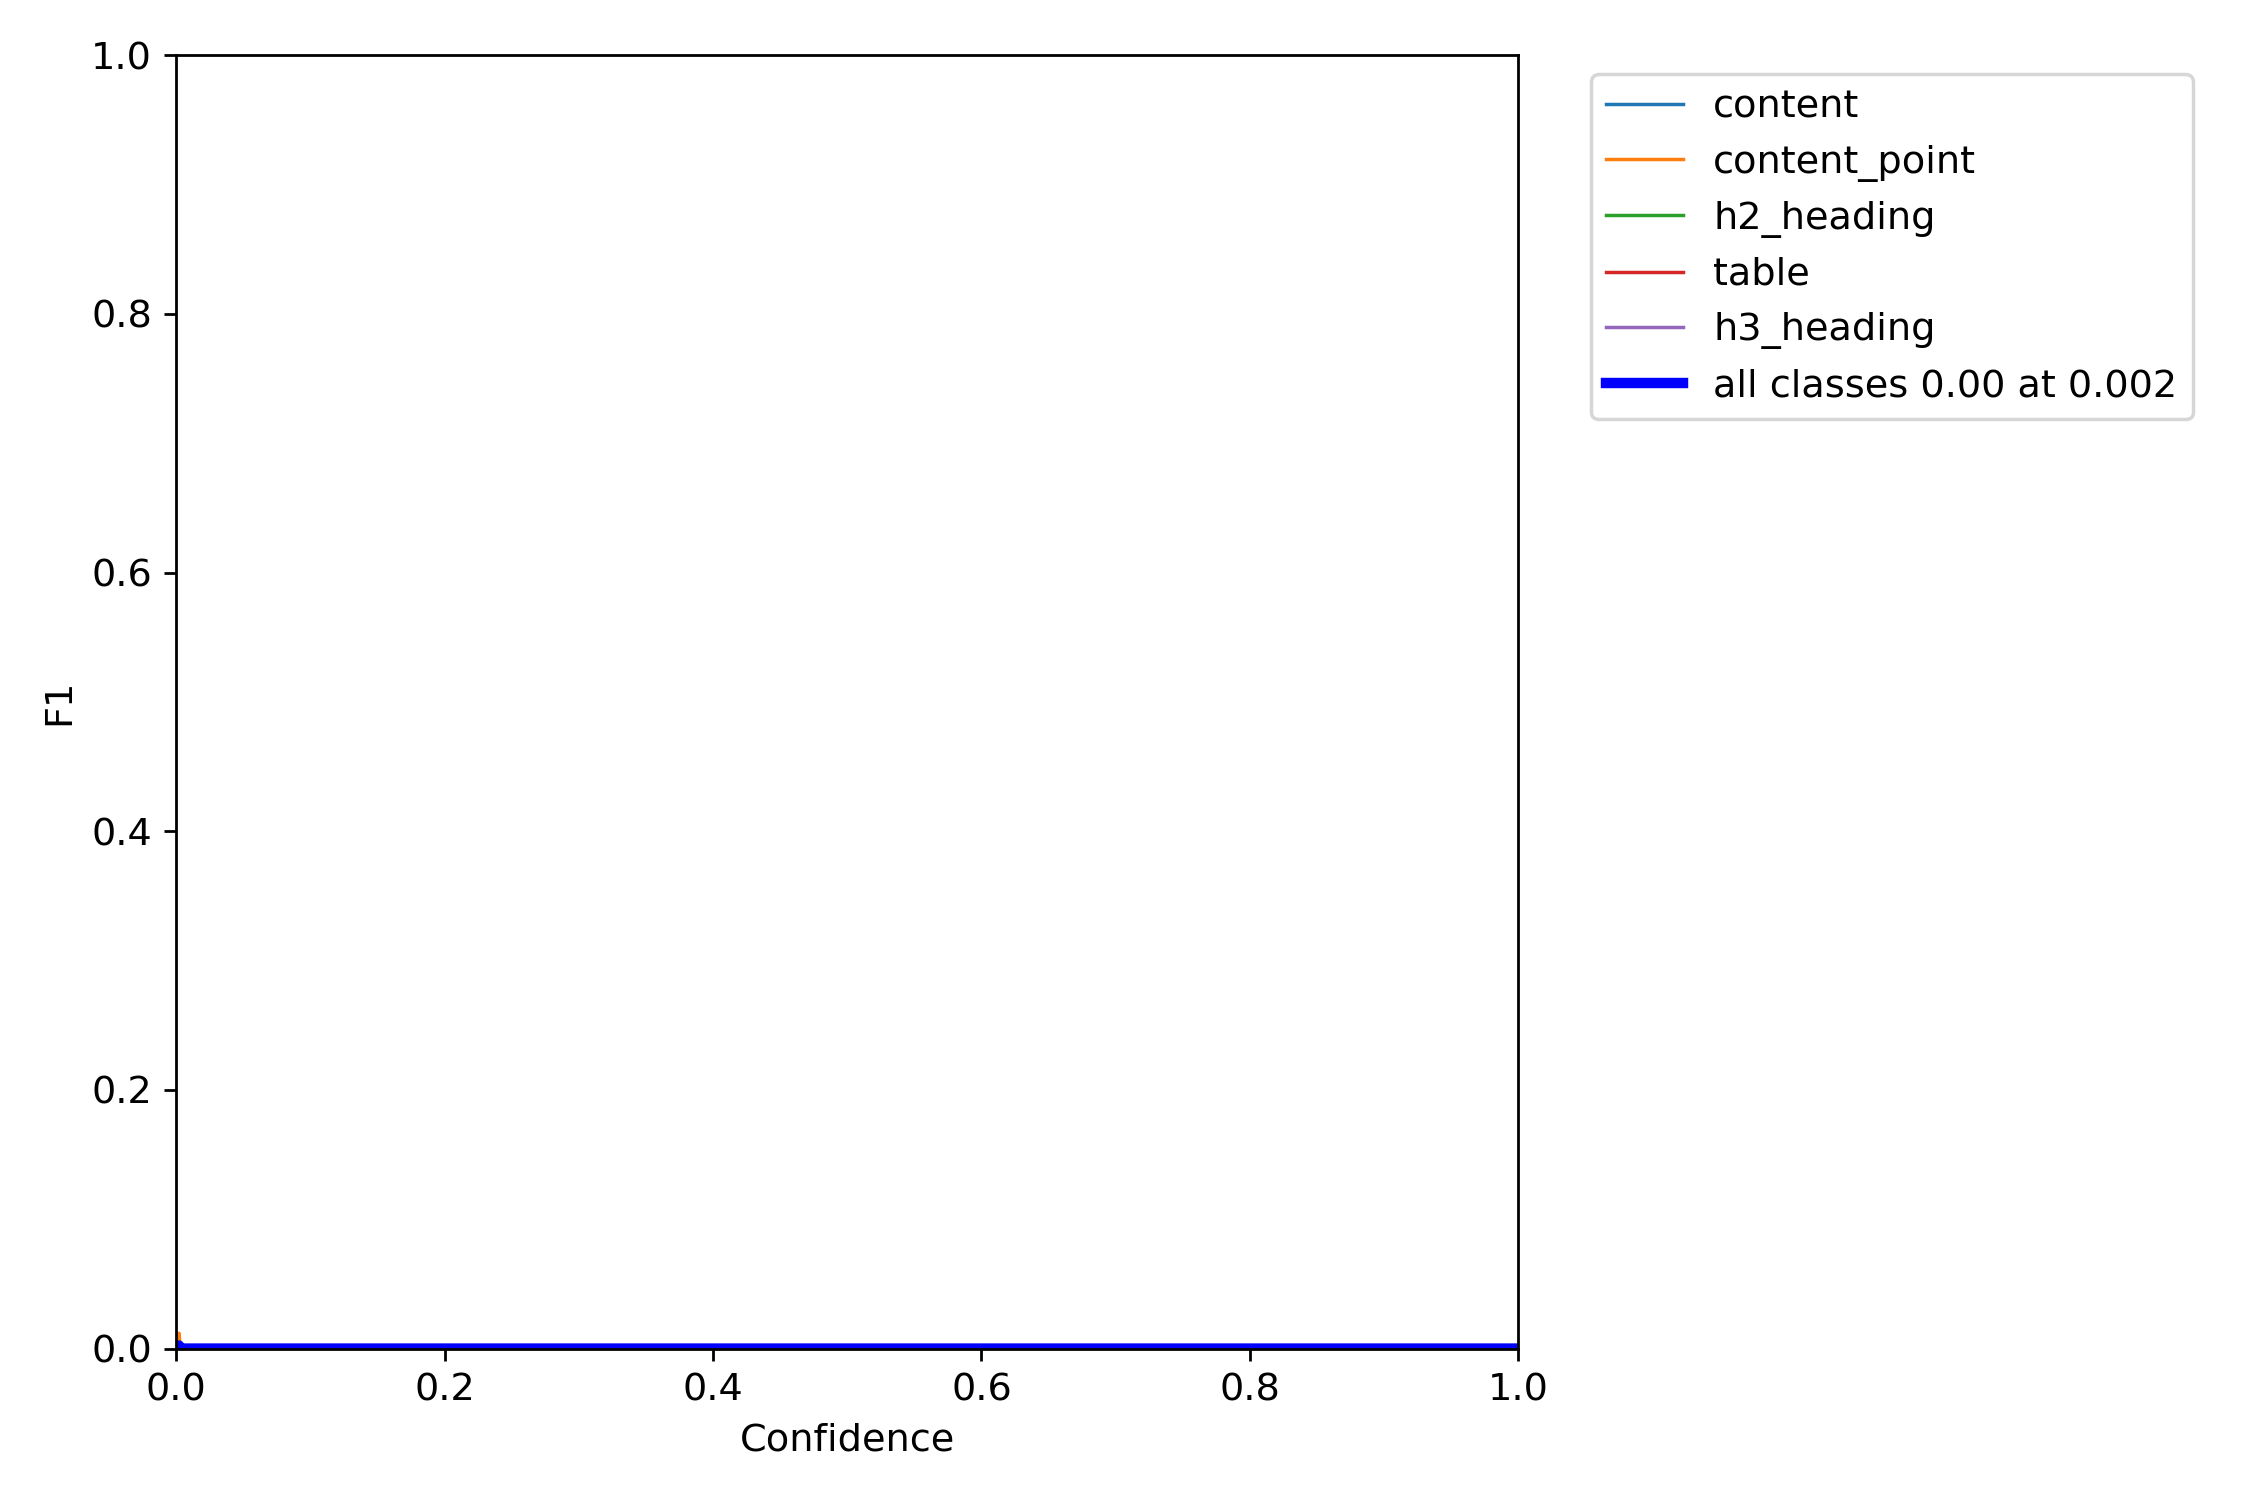 1.0
0.8
0.6
0.4
0.2
0.0
F1
0.0 0.2 0.4 0.6 0.8 1.0
Confidence
content
content_point
h2_heading
table
h3_heading
all classes 0.00 at 0.002